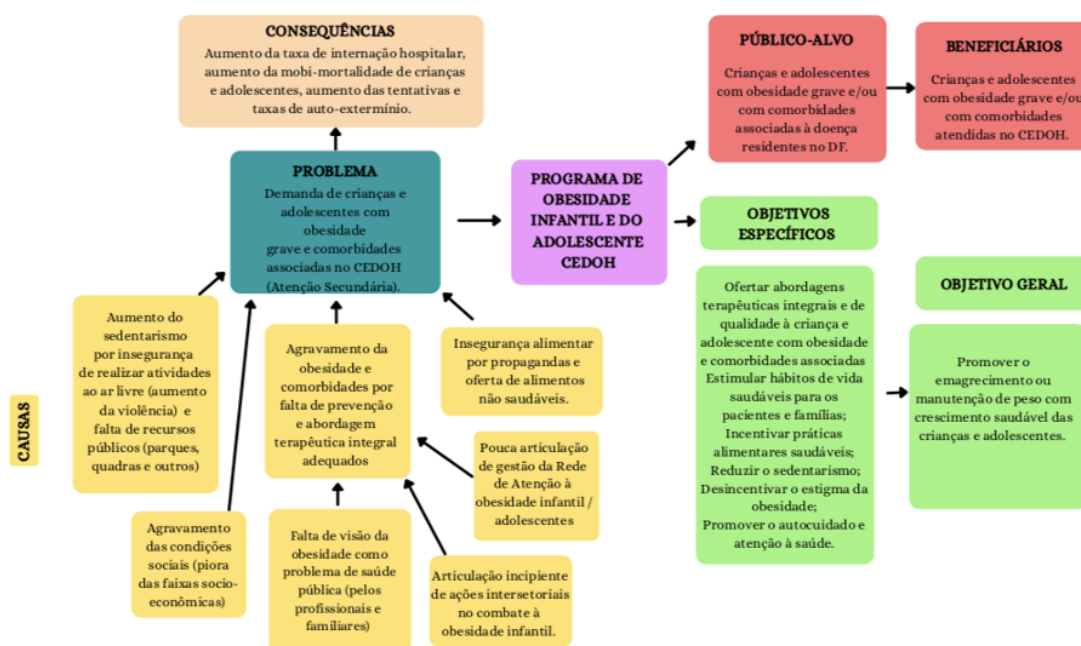 CONSEQUÊNCIAS
Aumento da taxa de internação hospitalar,
aumento da mobi-mortalidade de crianças
e adolescentes, aumento das tentativas e
taxas de auto-extermínio.
PROBLEMA
Demanda de crianças e
adolescentes com
obesidade
grave e comorbidades
associadas no CEDOH
(Atenção Secundária).
PROGRAMA DE
OBESIDADE
INFANTIL E DO
ADOLESCENTE
CEDOH
PÚBLICO-ALVO
Crianças e adolescentes
com obesidade grave e/ou
com comorbidades
associadas à doença
residentes no DF.
BENEFICIÁRIOS
Crianças e adolescentes
com obesidade grave e/ou
com comorbidades
atendidas no CEDOH.
OBJETIVOS
ESPECÍFICOS
Ofertar abordagens
terapêuticas integrais e de
qualidade à criança e
adolescente com obesidade
e comorbidades associadas
Estimular hábitos de vida
saudáveis para os
pacientes e famílias;
Incentivar práticas
alimentares saudáveis;
Reduzir o sedentarismo;
Desincentivar o estigma da
obesidade;
Promover o autocuidado e
atenção à saúde.
OBJETIVO GERAL
Promover o
emagrecimento ou
manutenção de peso com
crescimento saudável das
crianças e adolescentes.
CAUSAS
Aumento do
sedentarismo
por insegurança
de realizar atividades
ao ar livre (aumento
da violência) e
falta de recursos
públicos (parques,
quadras e outros)
Agravamento da
obesidade e
comorbidades por
falta de prevenção
e abordagem
terapêutica integral
adequados
Insegurança alimentar
por propagandas e
oferta de alimentos
não saudáveis.
Pouca articulação
de gestão da Rede
de Atenção à
obesidade infantil /
adolescentes
Agravamento
das condições
sociais (piora
das faixas socio-
econômicas)
Falta de visão da
obesidade como
problema de saúde
pública (pelos
profissionais e
familiares)
Articulação incipiente
de ações intersetoriais
no combate à
obesidade infantil.